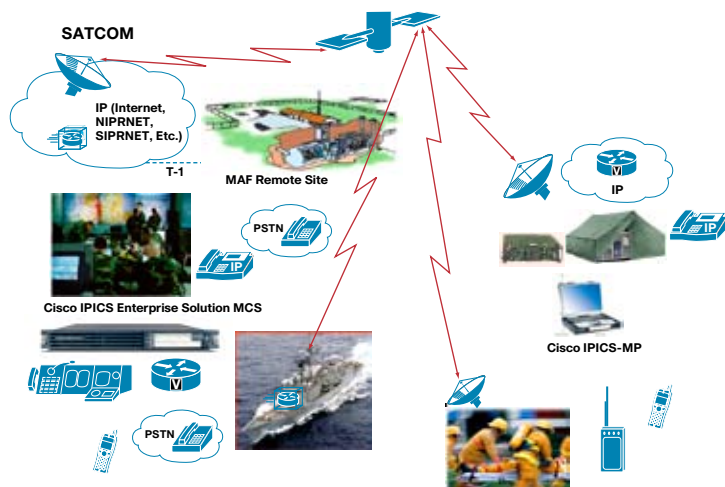 SATCOM
IP (Internet,
NIPRNET,
SIPRNET, Etc.)
T-1
MAF Remote Site
PSTN
IP
Cisco IPICS Enterprise Solution MCS
V
PSTN
V
IP
IP
Cisco IPICS-MP